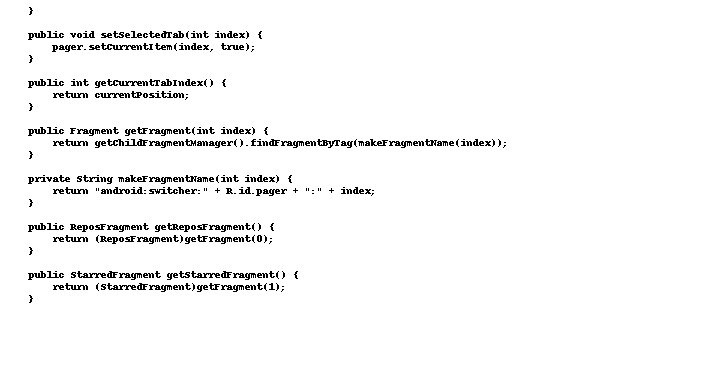 }
public void setSelectedTab(int index) {
pager.setCurrentItem(index, true);
}
public int getCurrentTabIndex() {
return currentPosition;
}
public Fragment getFragment(int index) {
return getChildFragmentManager().findFragmentByTag(makeFragmentName(index));
}
private String makeFragmentName(int index) {
return "android:switcher:" + R.id.pager + ":" + index;
}
public ReposFragment getReposFragment() {
return (ReposFragment)getFragment(0);
}
public StarredFragment getStarredFragment() {
return (StarredFragment)getFragment(1);
}